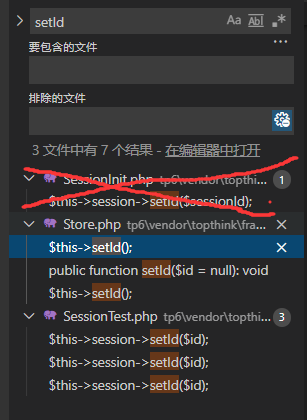 setId
Aa Abl .*
要包含的文件
排除的文件
3 文件中有 7 个结果 - 在编辑器中打开
SessionInit.php tp6\vendor\topthin... 1
$this->session->setId($sessionId);
Store.php tp6\vendor\topthink\fra...
$this->setId();
public function setId($id = null): void
$this->setId();
SessionTest.php tp6\vendor\topt... 3
$this->session->setId($id);
$this->session->setId($id);
$this->session->setId($id);